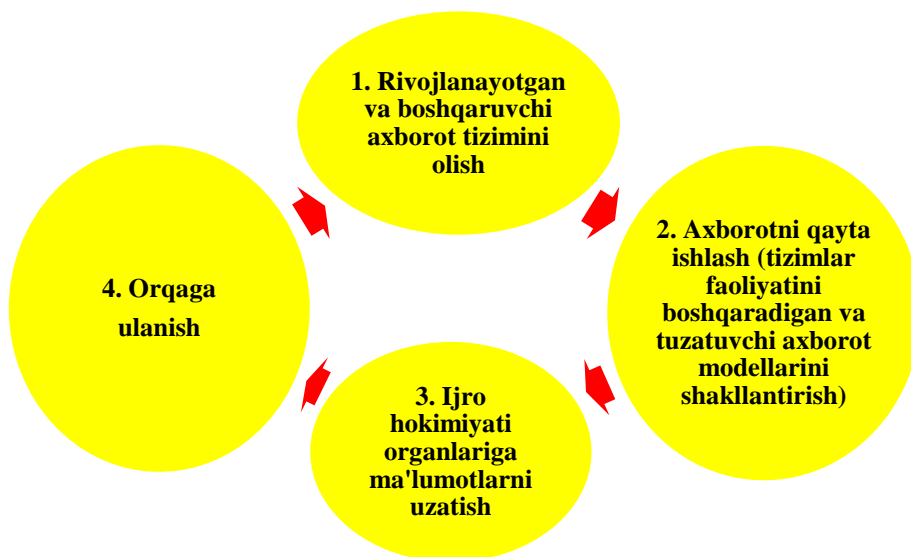 1. Rivojlanayotgan
va boshqaruvchi
axborot tizimini
olish
2. Axborotni qayta
ishlash (tizimlar
faoliyatini
boshqaradigan va
tuzatuvchi axborot
modellarini
shakllantirish)
3. Ijro
hokimiyati
organlariga
ma'lumotlarni
uzatish
4. Orqaga
ulanish